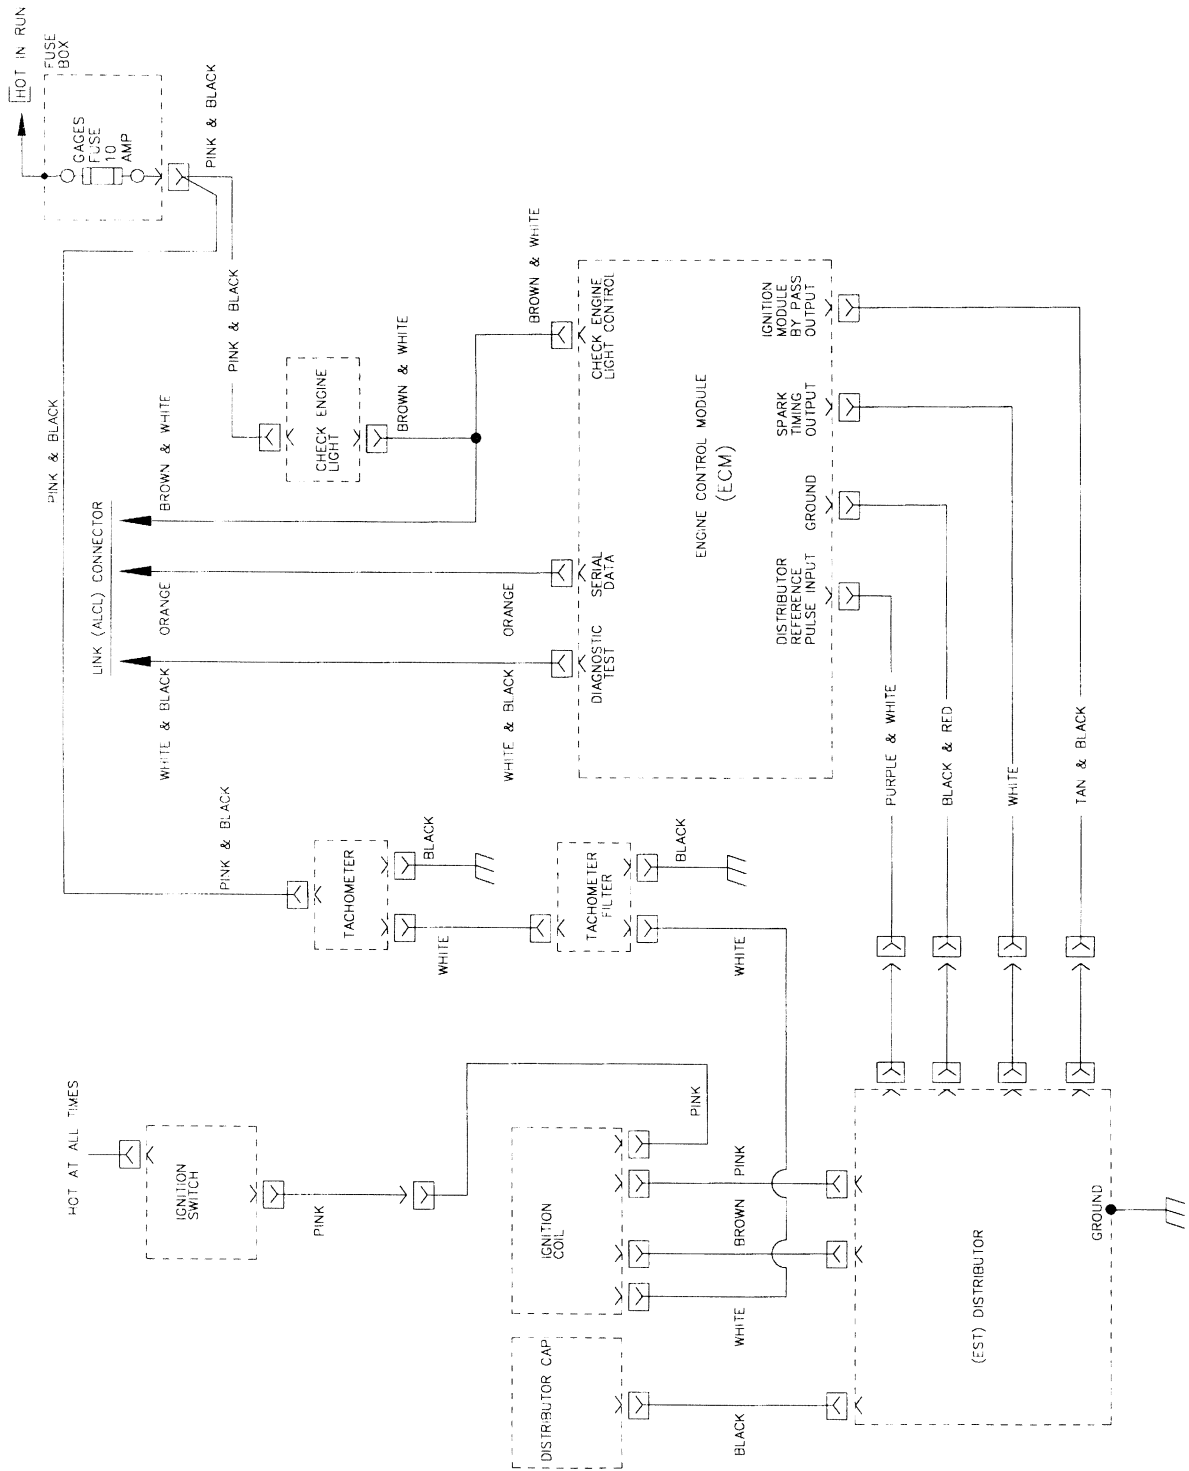 HOT AT ALL TIMES
IGNITION
SWITCH
PINK
PINK
DISTRIBUTOR CAP
IGNITION
COIL
BLACK
WHITE
BROWN
PINK
(EST) DISTRIBUTOR
GROUND
PINK & BLACK
PINK & BLACK
TACHOMETER
BLACK
WHITE
TACHOMETER
FILTER
BLACK
WHITE
LINK (ALCL) CONNECTOR
WHITE & BLACK
ORANGE
BROWN & WHITE
WHITE & BLACK
ORANGE
DIAGNOSTIC
TEST
SERIAL
DATA
CHECK ENGINE
LIGHT CONTROL
BROWN & WHITE
ENGINE CONTROL MODULE
(ECM)
DISTRIBUTOR
REFERENCE
PULSE INPUT
GROUND
SPARK
TIMING
OUTPUT
IGNITION
MODULE
BY PASS
OUTPUT
PURPLE & WHITE
BLACK & RED
WHITE
TAN & BLACK
CHECK ENGINE
LIGHT
BROWN & WHITE
PINK & BLACK
PINK & BLACK
HOT IN RUN
FUSE
BOX
GAGES
FUSE
10
AMP